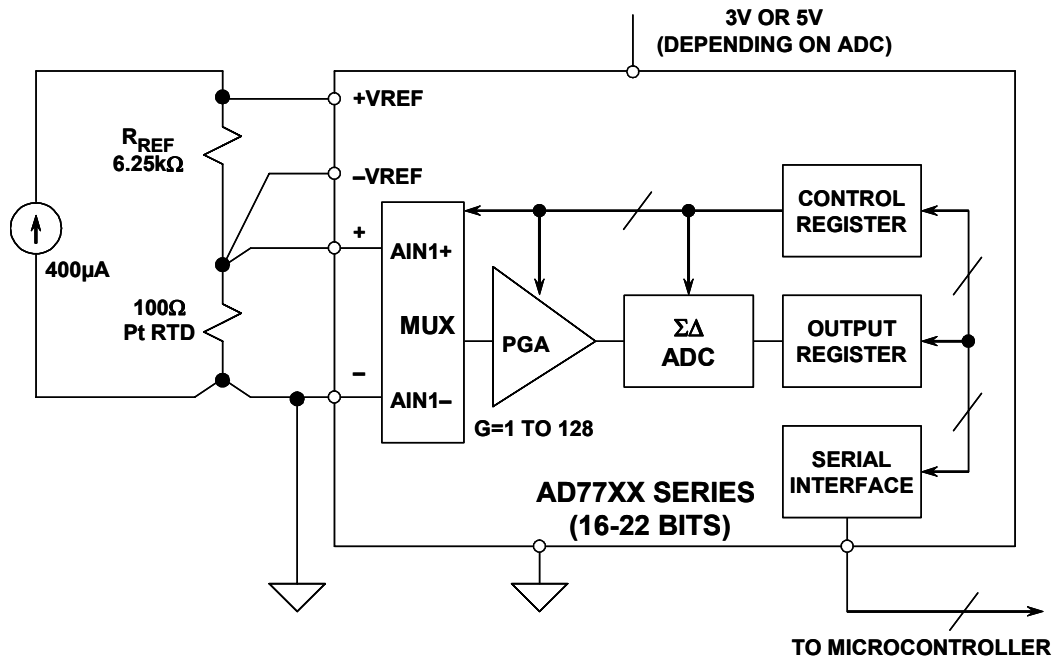 3V OR 5V
(DEPENDING ON ADC)
+VREF
R_REF
6.25kΩ
–VREF
+
AIN1+
400µA
100Ω
Pt RTD
MUX
PGA
ΣΔ
ADC
CONTROL
REGISTER
OUTPUT
REGISTER
–
AIN1–
G=1 TO 128
SERIAL
INTERFACE
AD77XX SERIES
(16-22 BITS)
TO MICROCONTROLLER